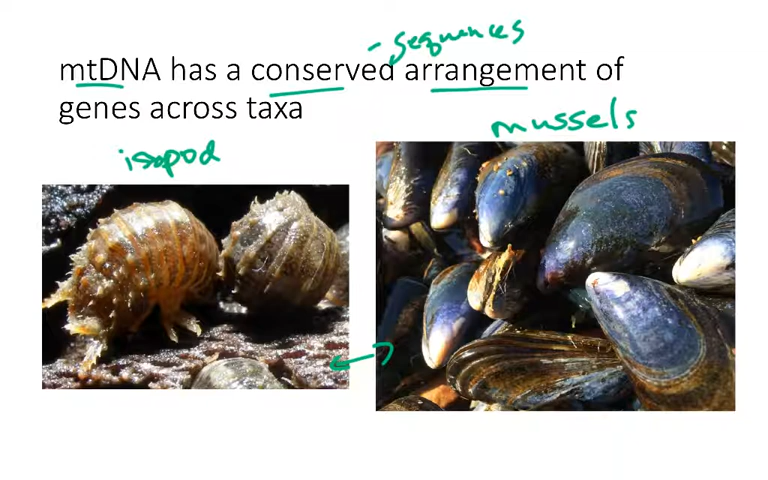 - sequences
mtDNA has a conserved arrangement of
genes across taxa
mussels
isopod